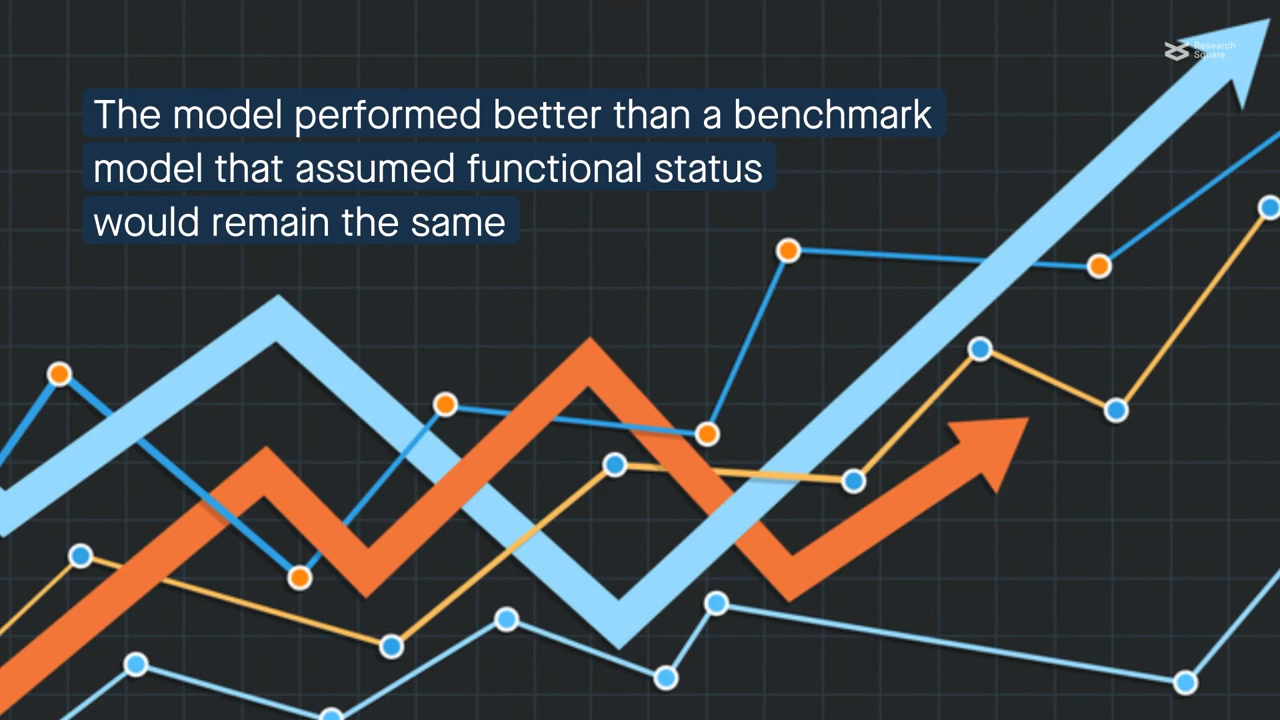 Research
Square
The model performed better than a benchmark
model that assumed functional status
would remain the same